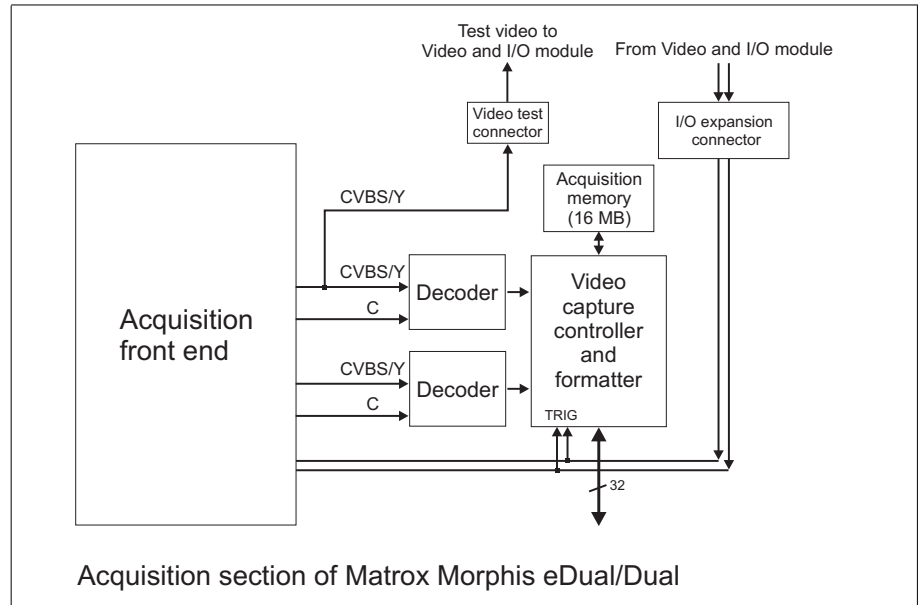 Test video to
Video and I/O module
From Video and I/O module
Video test
connector
I/O expansion
connector
Acquisition
memory
(16 MB)
CVBS/Y
CVBS/Y
C
Decoder
Video
capture
controller
and
formatter
Acquisition
front end
CVBS/Y
C
Decoder
TRIG
32
Acquisition section of Matrox Morphis eDual/Dual